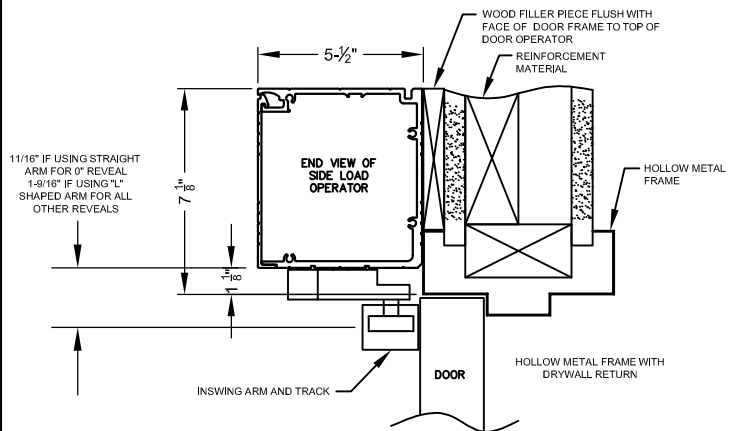 WOOD FILLER PIECE FLUSH WITH
FACE OF DOOR FRAME TO TOP OF
DOOR OPERATOR
5-½"
REINFORCEMENT
MATERIAL
11/16" IF USING STRAIGHT
ARM FOR 0" REVEAL
1-9/16" IF USING "L"
SHAPED ARM FOR ALL
OTHER REVEALS
7 ⅛"
END VIEW OF
SIDE LOAD
OPERATOR
HOLLOW METAL
FRAME
1 ⅛"
INSWING ARM AND TRACK
DOOR
HOLLOW METAL FRAME WITH
DRYWALL RETURN